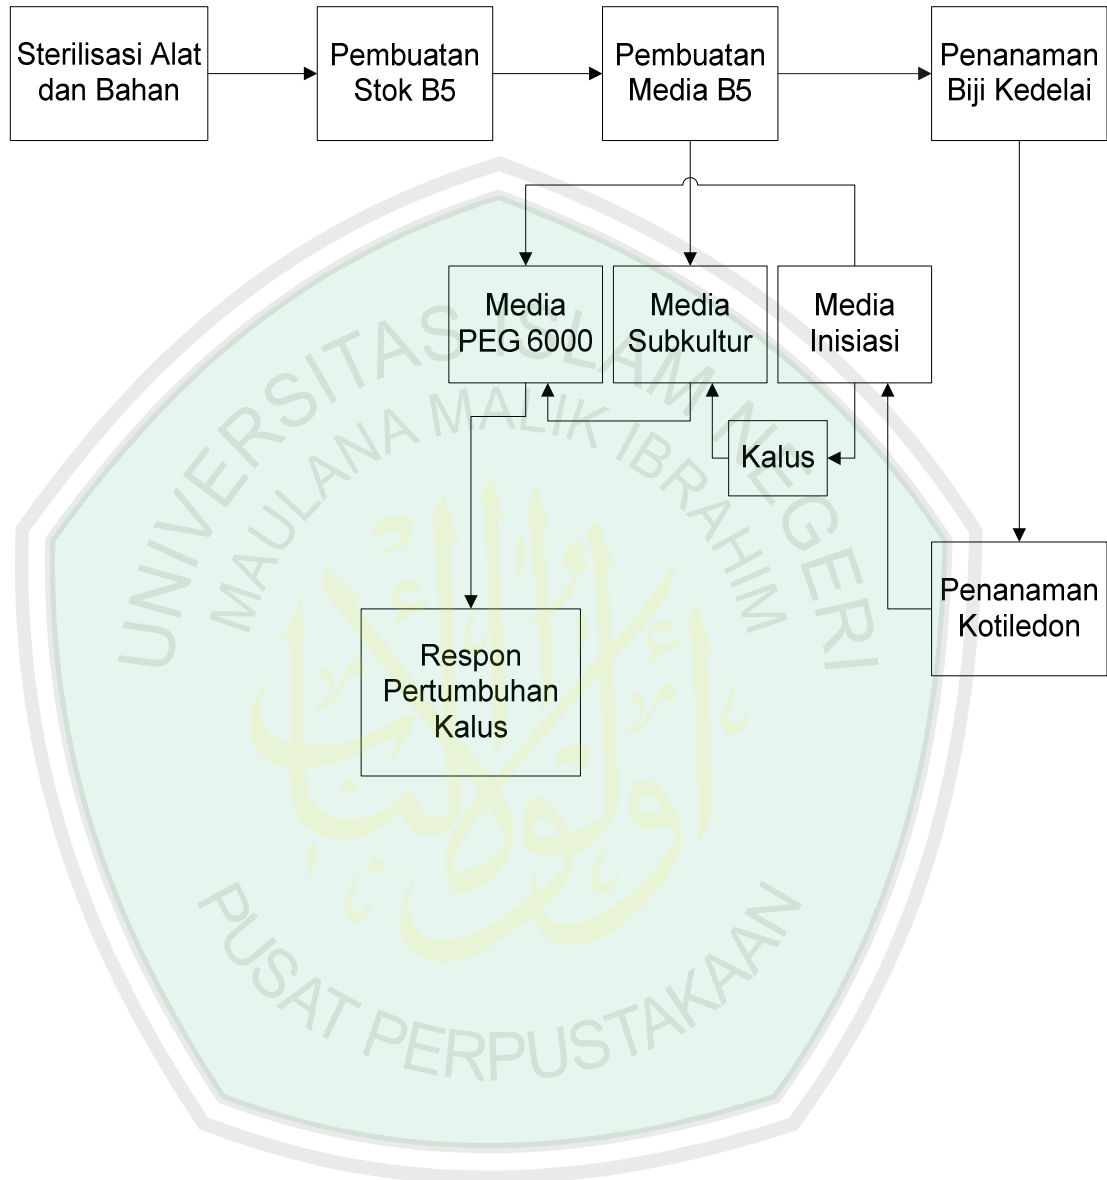 Sterilisasi Alat
dan Bahan
Pembuatan
Stok B5
Pembuatan
Media B5
Penanaman
Biji Kedelai
Media
PEG 6000
Media
Subkultur
Media
Inisiasi
Kalus
Penanaman
Kotiledon
Respon
Pertumbuhan
Kalus
UNIVERSITAS ISLAM NEGERI
MAULANA MALIK IBRAHIM
PUSAT PERPUSTAKAAN